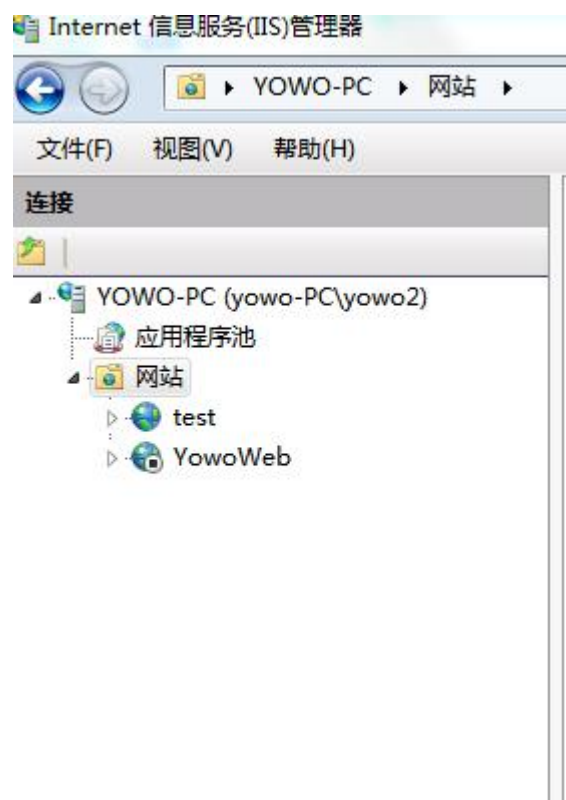 Internet 信息服务(IIS)管理器
YOWO-PC 网站
文件(F) 视图(V) 帮助(H)
连接
YOWO-PC (yowo-PC\yowo2)
应用程序池
网站
test
YowoWeb